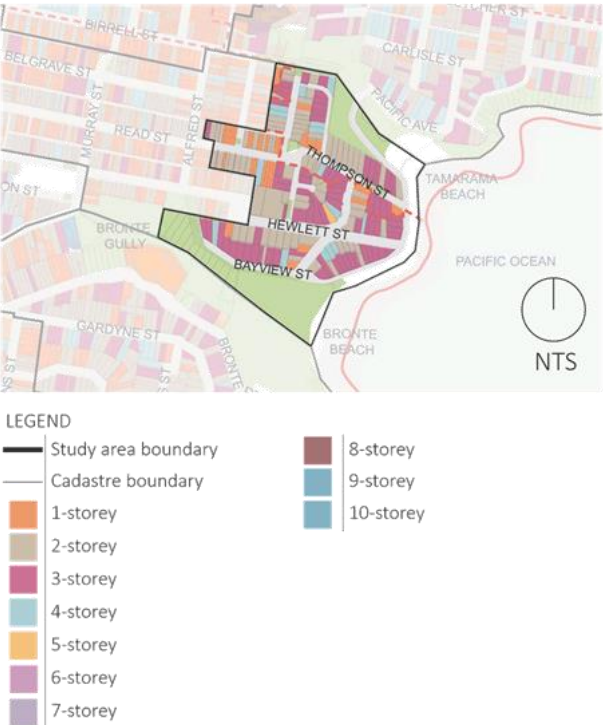 BIRRELL ST
BELGRAVE ST
CARLISLE ST
MURRAY ST
ALFRED ST
PACIFIC AVE
READ ST
THOMPSON ST
TAMARAMA
BEACH
ON ST
HEWLETT ST
BRONTE
GULLY
PACIFIC OCEAN
BAYVIEW ST
GARDYNE ST
BRONTE
BEACH
NTS
LEGEND
Study area boundary
Cadastre boundary
1-storey
2-storey
3-storey
4-storey
5-storey
6-storey
7-storey
8-storey
9-storey
10-storey